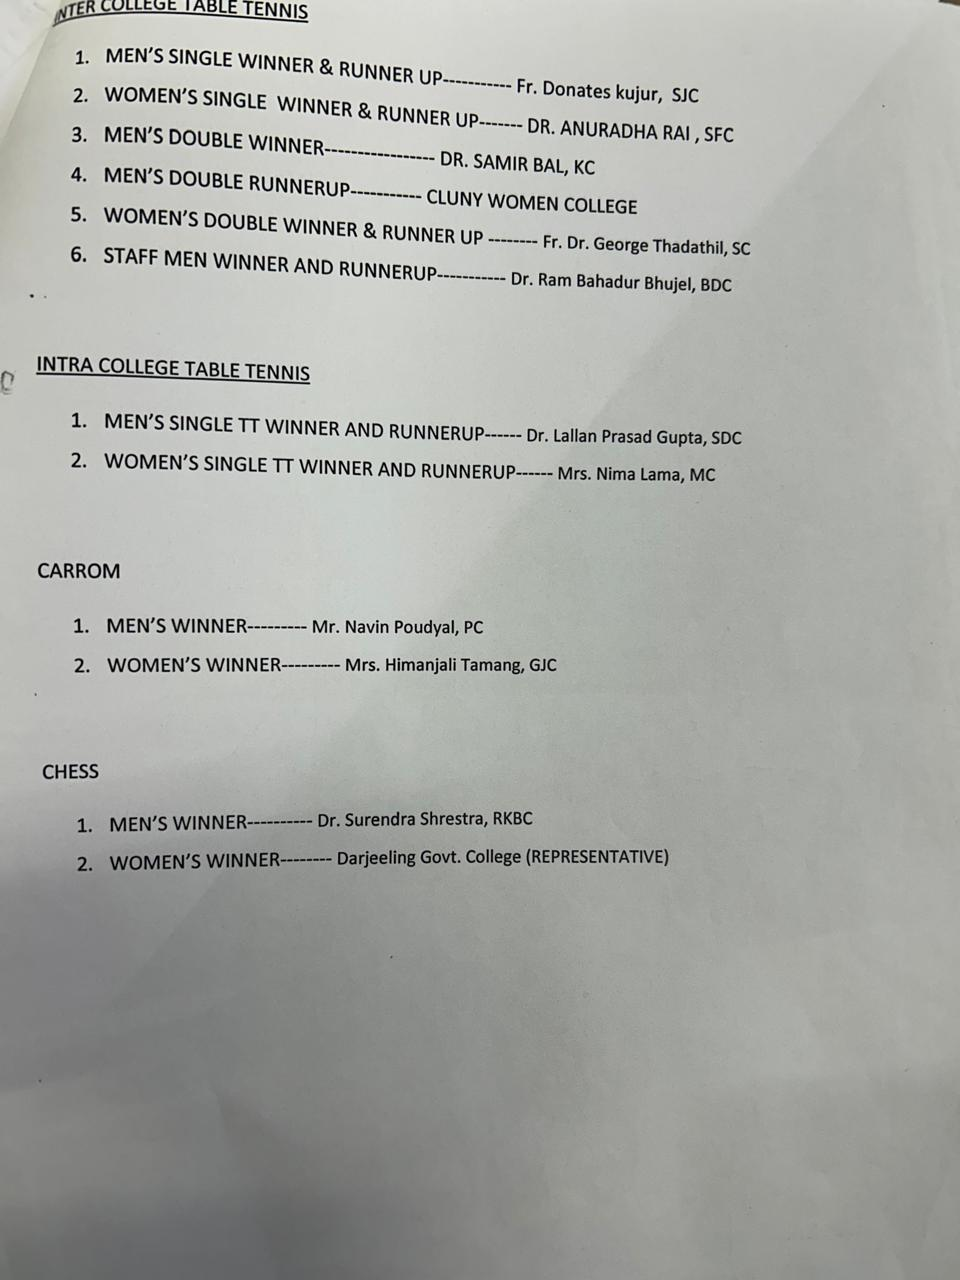 INTER COLLEGE TABLE TENNIS
1. MEN'S SINGLE WINNER & RUNNER UP----------- Fr. Donates kujur, SJC
2. WOMEN'S SINGLE WINNER & RUNNER UP------- DR. ANURADHA RAI , SFC
3. MEN'S DOUBLE WINNER----------------- DR. SAMIR BAL, KC
4. MEN'S DOUBLE RUNNERUP----------- CLUNY WOMEN COLLEGE
5. WOMEN'S DOUBLE WINNER & RUNNER UP -------- Fr. Dr. George Thadathil, SC
6. STAFF MEN WINNER AND RUNNERUP----------- Dr. Ram Bahadur Bhujel, BDC
INTRA COLLEGE TABLE TENNIS
1. MEN'S SINGLE TT WINNER AND RUNNERUP------ Dr. Lallan Prasad Gupta, SDC
2. WOMEN'S SINGLE TT WINNER AND RUNNERUP------ Mrs. Nima Lama, MC
CARROM
1. MEN'S WINNER--------- Mr. Navin Poudyal, PC
2. WOMEN'S WINNER--------- Mrs. Himanjali Tamang, GJC
CHESS
1. MEN'S WINNER---------- Dr. Surendra Shrestra, RKBC
2. WOMEN'S WINNER-------- Darjeeling Govt. College (REPRESENTATIVE)